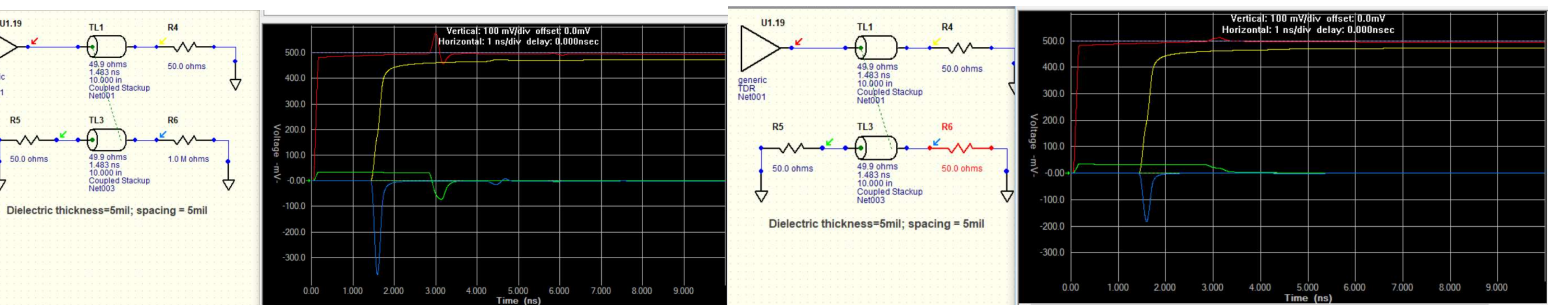 U1.19
TL1
R4
49.9 ohms
1.483 ns
10.000 in
Coupled Stackup
Net001
50.0 ohms
R5
TL3
R6
50.0 ohms
49.9 ohms
1.483 ns
10.000 in
Coupled Stackup
Net003
1.0 M ohms
Dielectric thickness=5mil; spacing = 5mil
Vertical: 100 mV/div offset: 0.0mV
Horizontal: 1 ns/div delay: 0.000nsec
500.0
400.0
300.0
200.0
100.0
-0.00
-100.0
-200.0
-300.0
Voltage -mV-
0.00 1.000 2.000 3.000 4.000 5.000 6.000 7.000 8.000 9.000
Time (ns)
U1.19
TL1
R4
generic
TDR
Net001
49.9 ohms
1.483 ns
10.000 in
Coupled Stackup
Net001
50.0 ohms
R5
TL3
R6
50.0 ohms
49.9 ohms
1.483 ns
10.000 in
Coupled Stackup
Net003
50.0 ohms
Dielectric thickness=5mil; spacing = 5mil
Vertical: 100 mV/div offset: 0.0mV
Horizontal: 1 ns/div delay: 0.000nsec
500.0
400.0
300.0
200.0
100.0
-0.00
-100.0
-200.0
-300.0
Voltage -mV-
0.00 1.000 2.000 3.000 4.000 5.000 6.000 7.000 8.000 9.000
Time (ns)